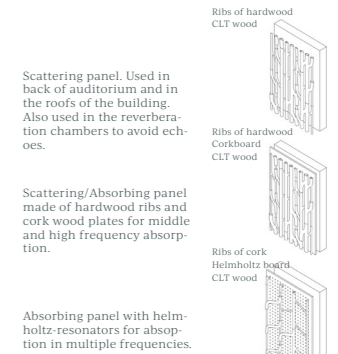 Ribs of hardwood
CLT wood
Scattering panel. Used in
back of auditorium and in
the roofs of the building.
Also used in the reverbera-
tion chambers to avoid ech-
oes.
Ribs of hardwood
Corkboard
CLT wood
Scattering/Absorbing panel
made of hardwood ribs and
cork wood plates for middle
and high frequency absorp-
tion.
Ribs of cork
Helmholtz board
CLT wood
Absorbing panel with helm-
holtz-resonators for absop-
tion in multiple frequencies.